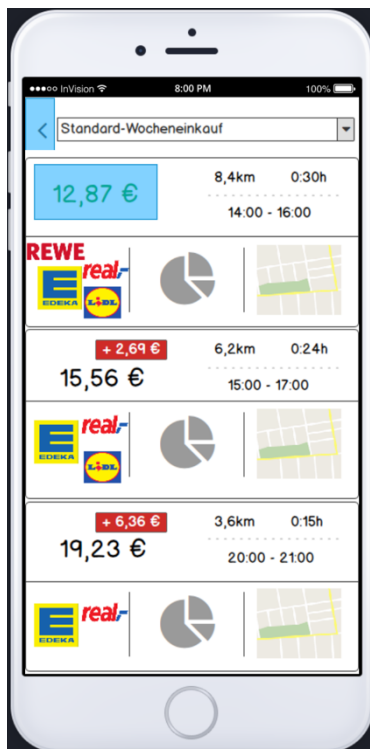 InVision 8:00 PM 100%
Standard-Wocheneinkauf
12,87 €
8,4km 0:30h
14:00 - 16:00
REWE
real,-
EDEKA
LIDL
+ 2,69 €
15,56 €
6,2km 0:24h
15:00 - 17:00
real,-
EDEKA
LIDL
+ 6,36 €
19,23 €
3,6km 0:15h
20:00 - 21:00
real,-
EDEKA